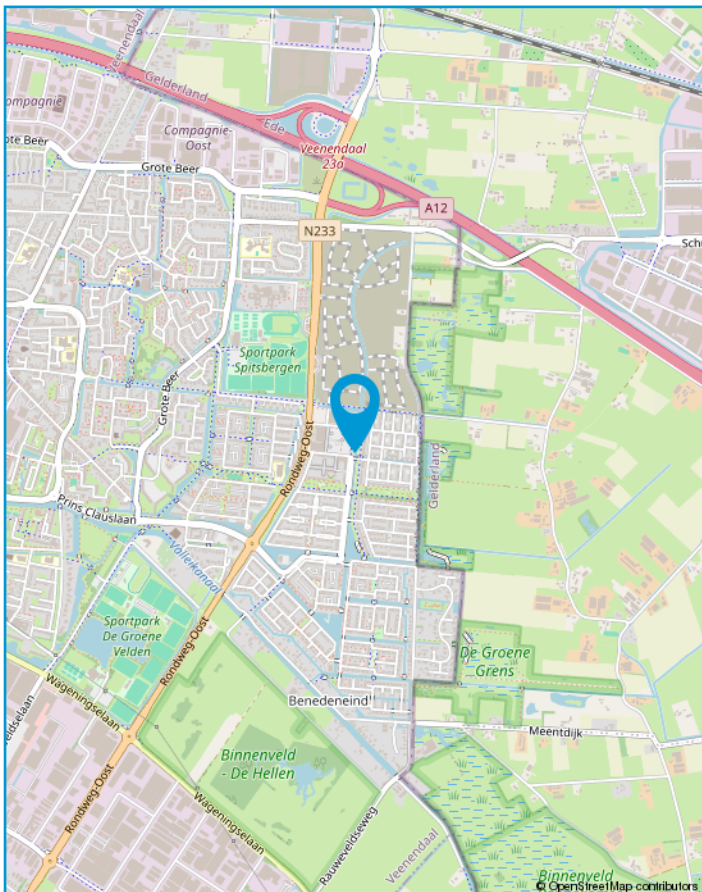 Veenendaal
Gelderland
Compagnie
Ede
Compagnie-
Oost
Veenendaal
23a
Grote Beer
Grote Beer
A12
N233
Sportpark
Spitsbergen
Grote Beer
Rondweg-Oost
Gelderland
Prins Clauslaan
Valleikanaal
Sportpark
De Groene
Velden
Rondweg-Oost
De Groene
Grens
Wageningselaan
Benedeneind
Meentdijk
Binnenveld
- De Hellen
Rondweg-Oost
Wageningselaan
Rauweveldseweg
Veenendaal
Binnenveld
© OpenStreetMap contributors